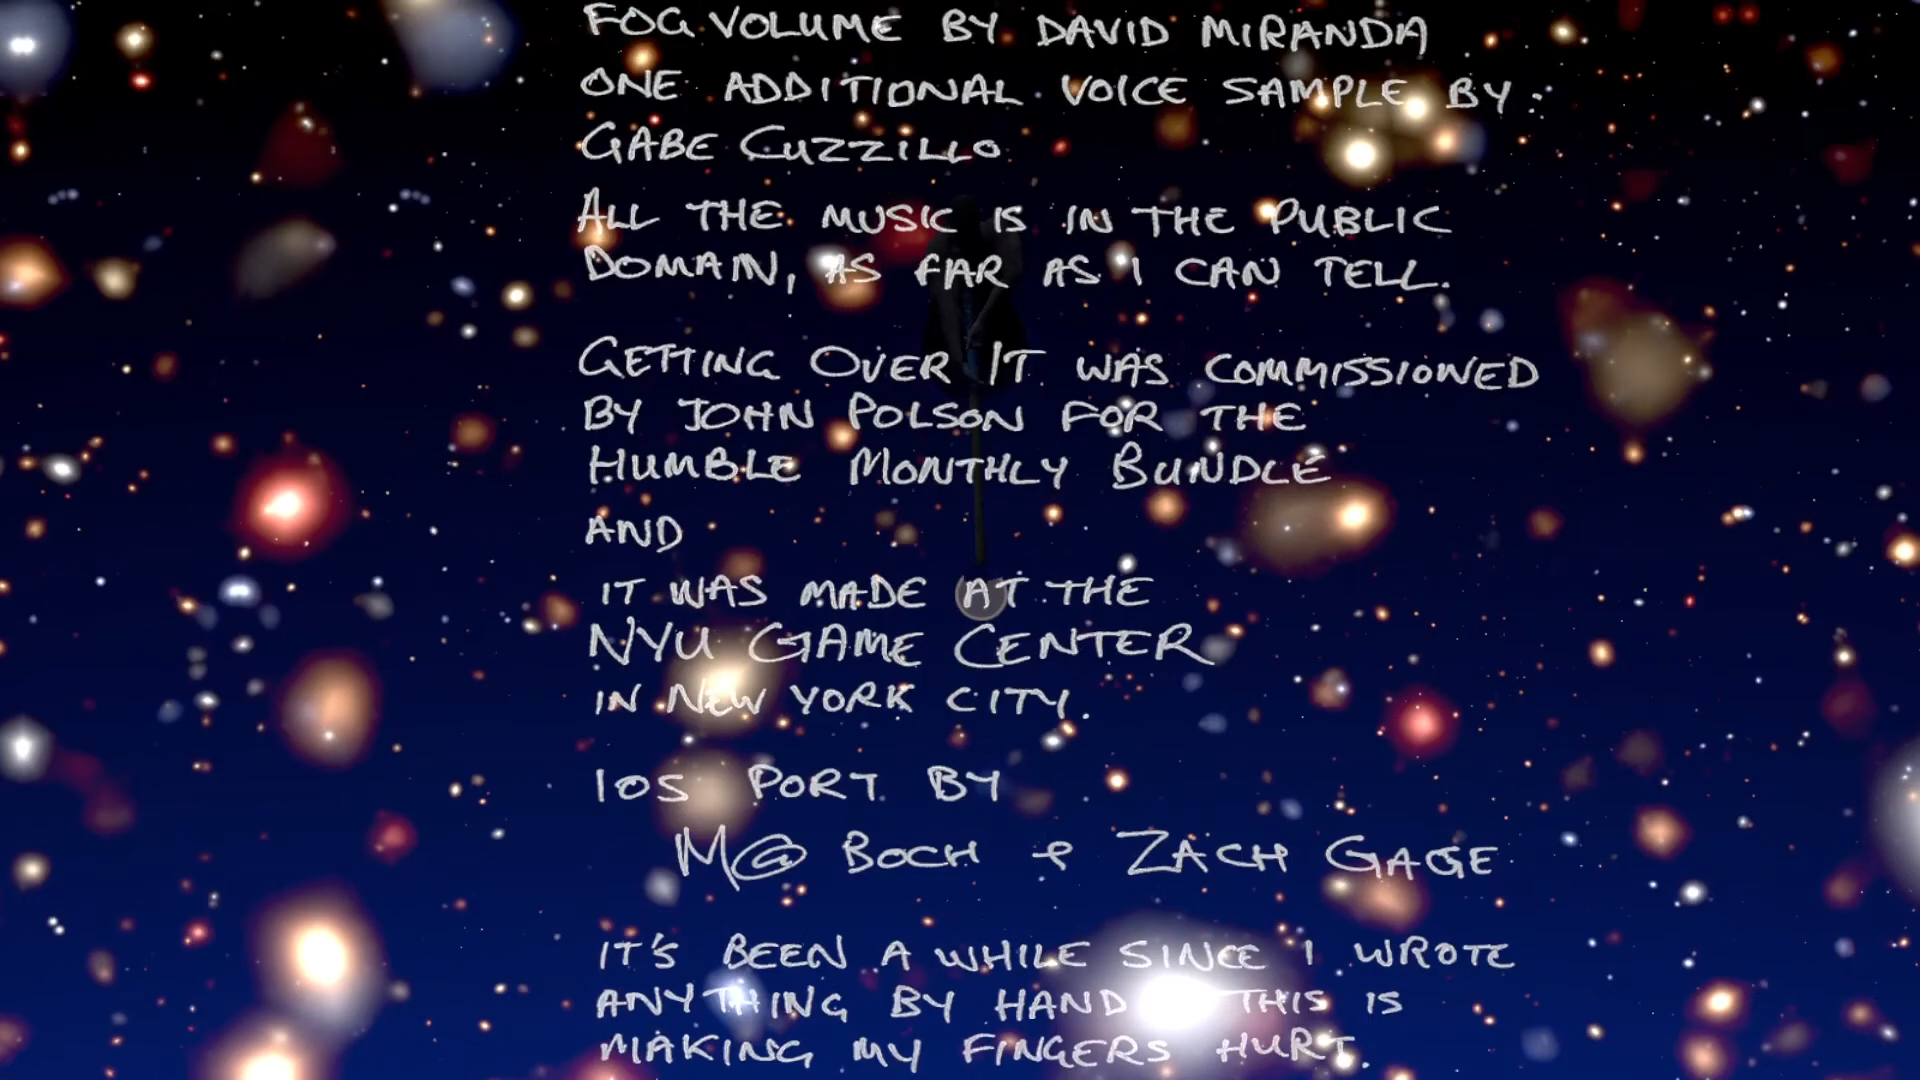 FOG VOLUME BY DAVID MIRANDA
ONE ADDITIONAL VOICE SAMPLE BY:
GABE CUZZILLO
ALL THE MUSIC IS IN THE PUBLIC
DOMAIN, AS FAR AS I CAN TELL.
GETTING OVER IT WAS COMMISSIONED
BY JOHN POLSON FOR THE
HUMBLE MONTHLY BUNDLE
AND
IT WAS MADE AT THE
NYU GAME CENTER
IN NEW YORK CITY.
IOS PORT BY
M@ BOCH & ZACH GAGE
IT'S BEEN A WHILE SINCE I WROTE
ANYTHING BY HAND THIS IS
MAKING MY FINGERS HURT.